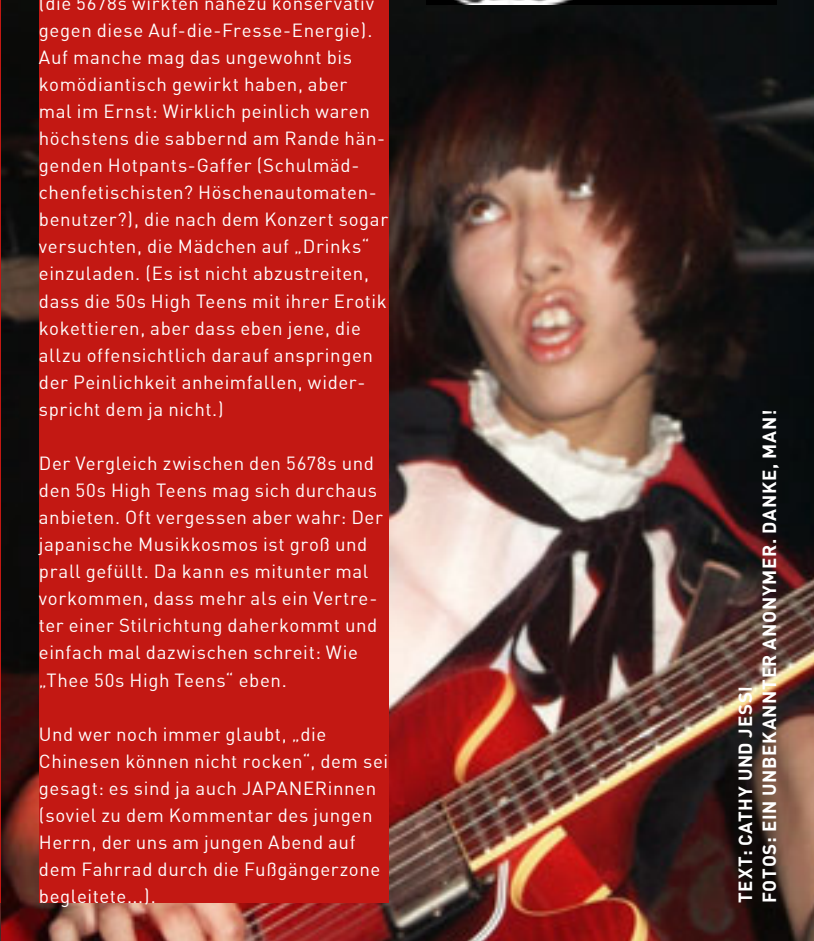 (die 5678s wirkten nahezu konservativ
gegen diese Auf-die-Fresse-Energie).
Auf manche mag das ungewohnt bis
komödiantisch gewirkt haben, aber
mal im Ernst: Wirklich peinlich waren
höchstens die sabbernd am Rande hän-
genden Hotpants-Gaffer (Schulmäd-
chenfetischisten? Höschenautomaten-
benutzer?), die nach dem Konzert sogar
versuchten, die Mädchen auf „Drinks“
einzuladen. (Es ist nicht abzustreiten,
dass die 50s High Teens mit ihrer Erotik
kokettieren, aber dass eben jene, die
allzu offensichtlich darauf anspringen
der Peinlichkeit anheimfallen, wider-
spricht dem ja nicht.)
Der Vergleich zwischen den 5678s und
den 50s High Teens mag sich durchaus
anbieten. Oft vergessen aber wahr: Der
japanische Musikkosmos ist groß und
prall gefüllt. Da kann es mitunter mal
vorkommen, dass mehr als ein Vertre-
ter einer Stilrichtung daherkommt und
einfach mal dazwischen schreit: Wie
„Thee 50s High Teens“ eben.
Und wer noch immer glaubt, „die
Chinesen können nicht rocken“, dem sei
gesagt: es sind ja auch JAPANERinnen
(soviel zu dem Kommentar des jungen
Herrn, der uns am jungen Abend auf
dem Fahrrad durch die Fußgängerzone
begleitete...).
TEXT: CATHY UND JESSI
FOTOS: EIN UNBEKANNTER ANONYMER. DANKE, MAN!